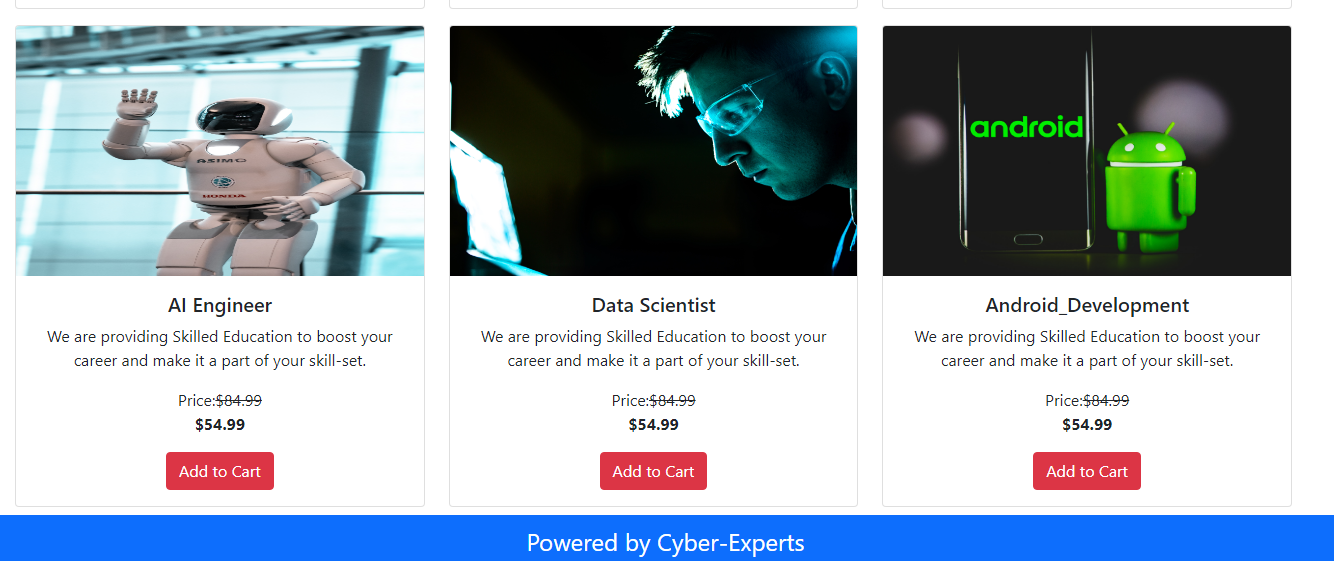 ASIMO
HONDA
android
AI Engineer
We are providing Skilled Education to boost your
career and make it a part of your skill-set.
Price:$84.99
$54.99
Add to Cart
Data Scientist
We are providing Skilled Education to boost your
career and make it a part of your skill-set.
Price:$84.99
$54.99
Add to Cart
Android_Development
We are providing Skilled Education to boost your
career and make it a part of your skill-set.
Price:$84.99
$54.99
Add to Cart
Powered by Cyber-Experts